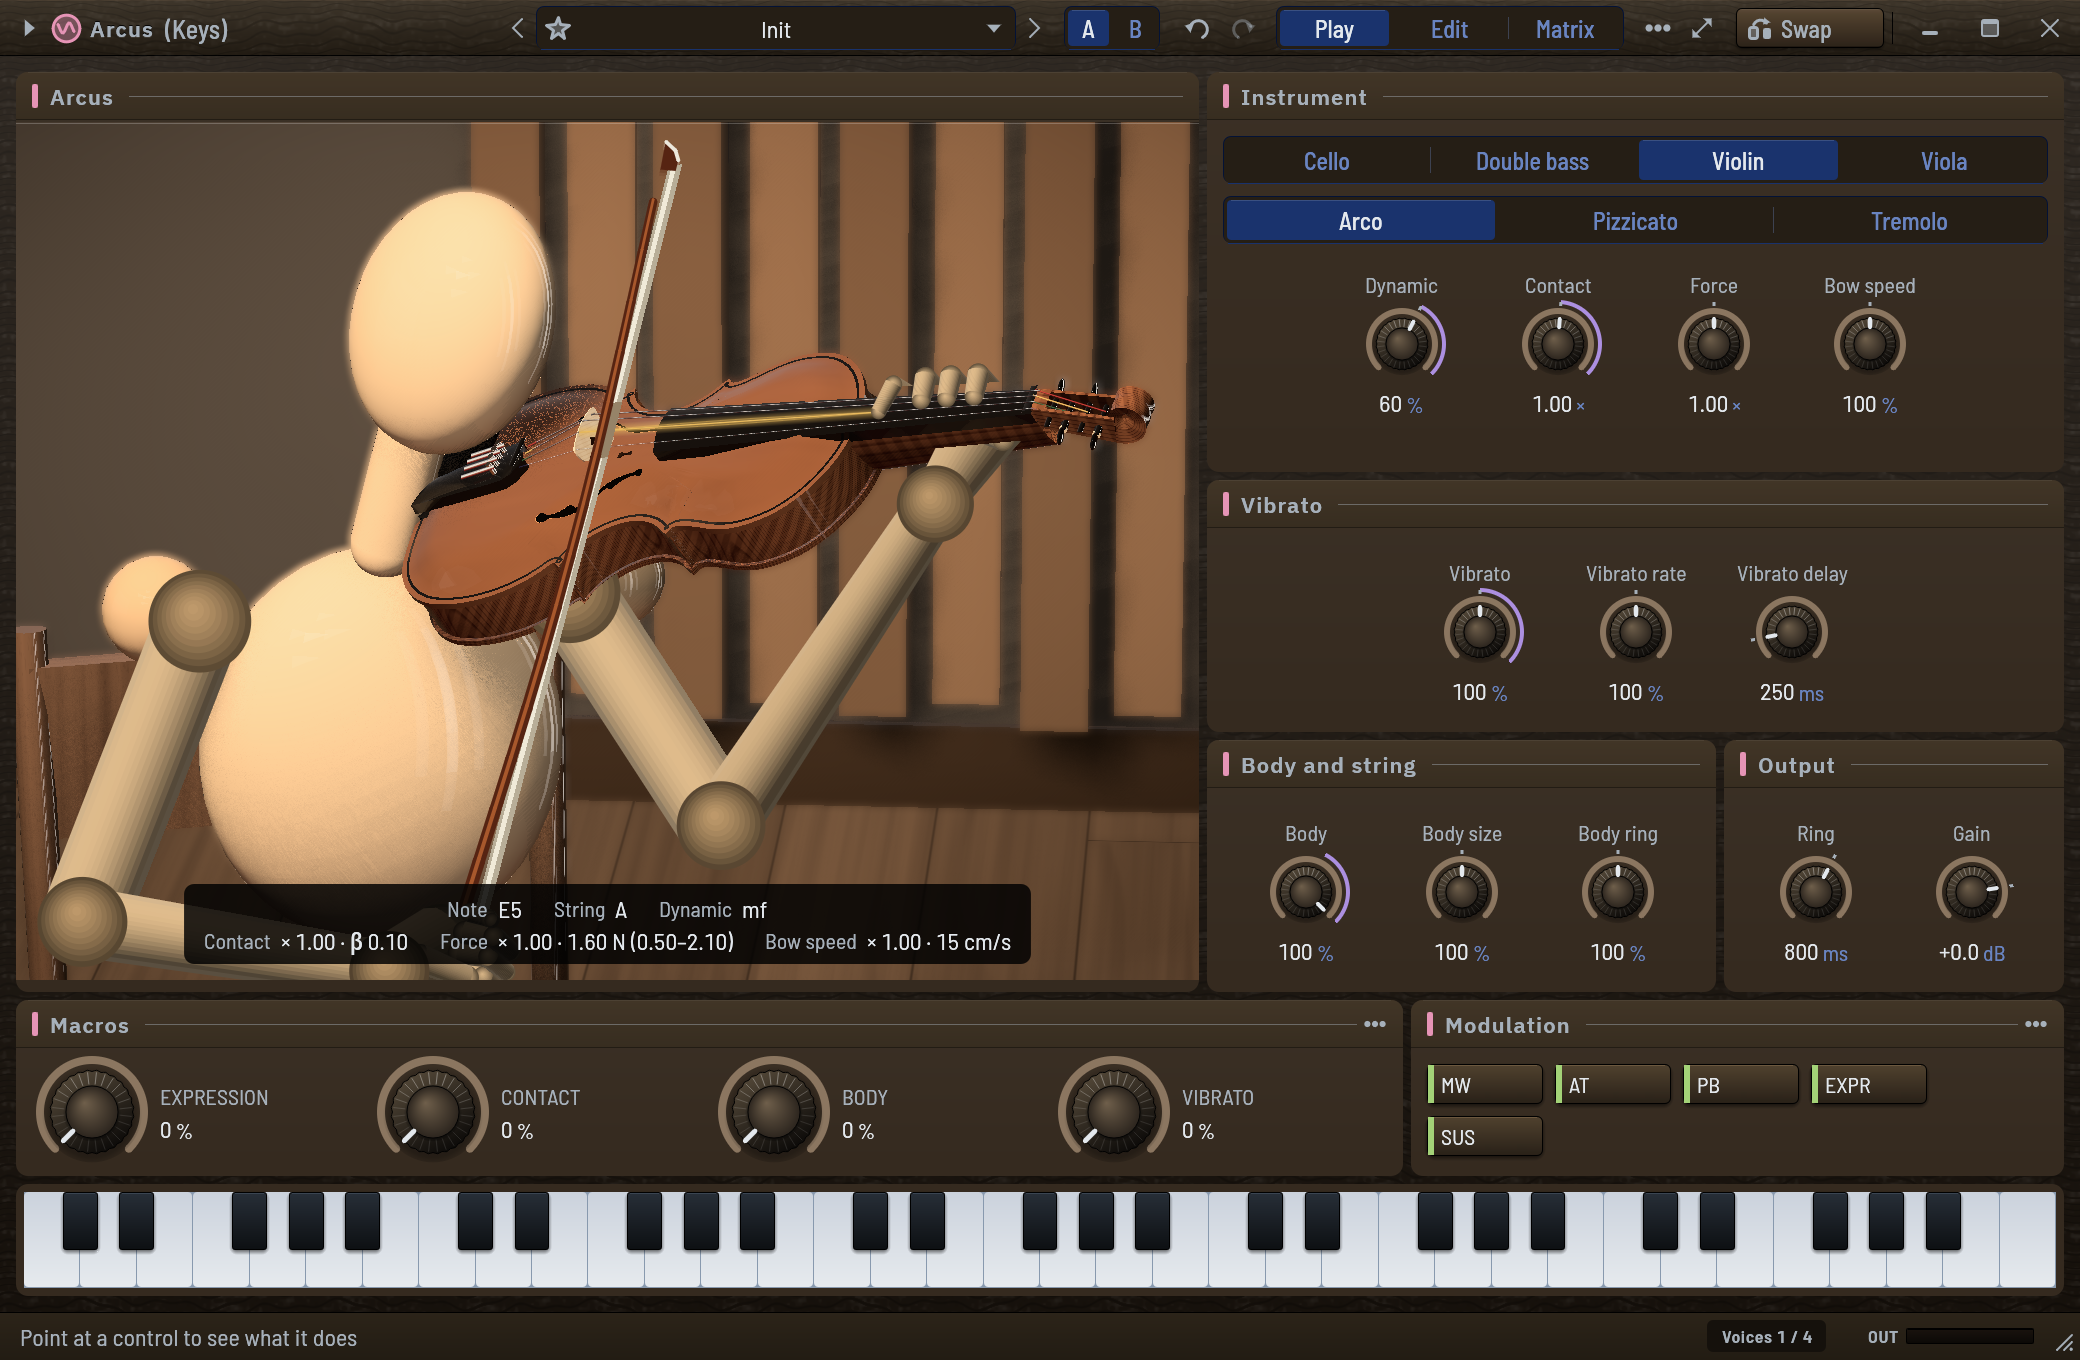 Arcus (Keys)
Init
A B
Play Edit Matrix
Swap
Arcus
Instrument
Cello Double bass Violin Viola
Arco Pizzicato Tremolo
Dynamic Contact Force Bow speed
60 % 1.00 × 1.00 × 100 %
Vibrato
Vibrato Vibrato rate Vibrato delay
100 % 100 % 250 ms
Body and string
Body Body size Body ring
100 % 100 % 100 %
Output
Ring Gain
800 ms +0.0 dB
Note E5 String A Dynamic mf
Contact × 1.00 · β 0.10 Force × 1.00 · 1.60 N (0.50–2.10) Bow speed × 1.00 · 15 cm/s
Macros
EXPRESSION
0 %
CONTACT
0 %
BODY
0 %
VIBRATO
0 %
Modulation
MW AT PB EXPR
SUS
Point at a control to see what it does
Voices 1 / 4 OUT